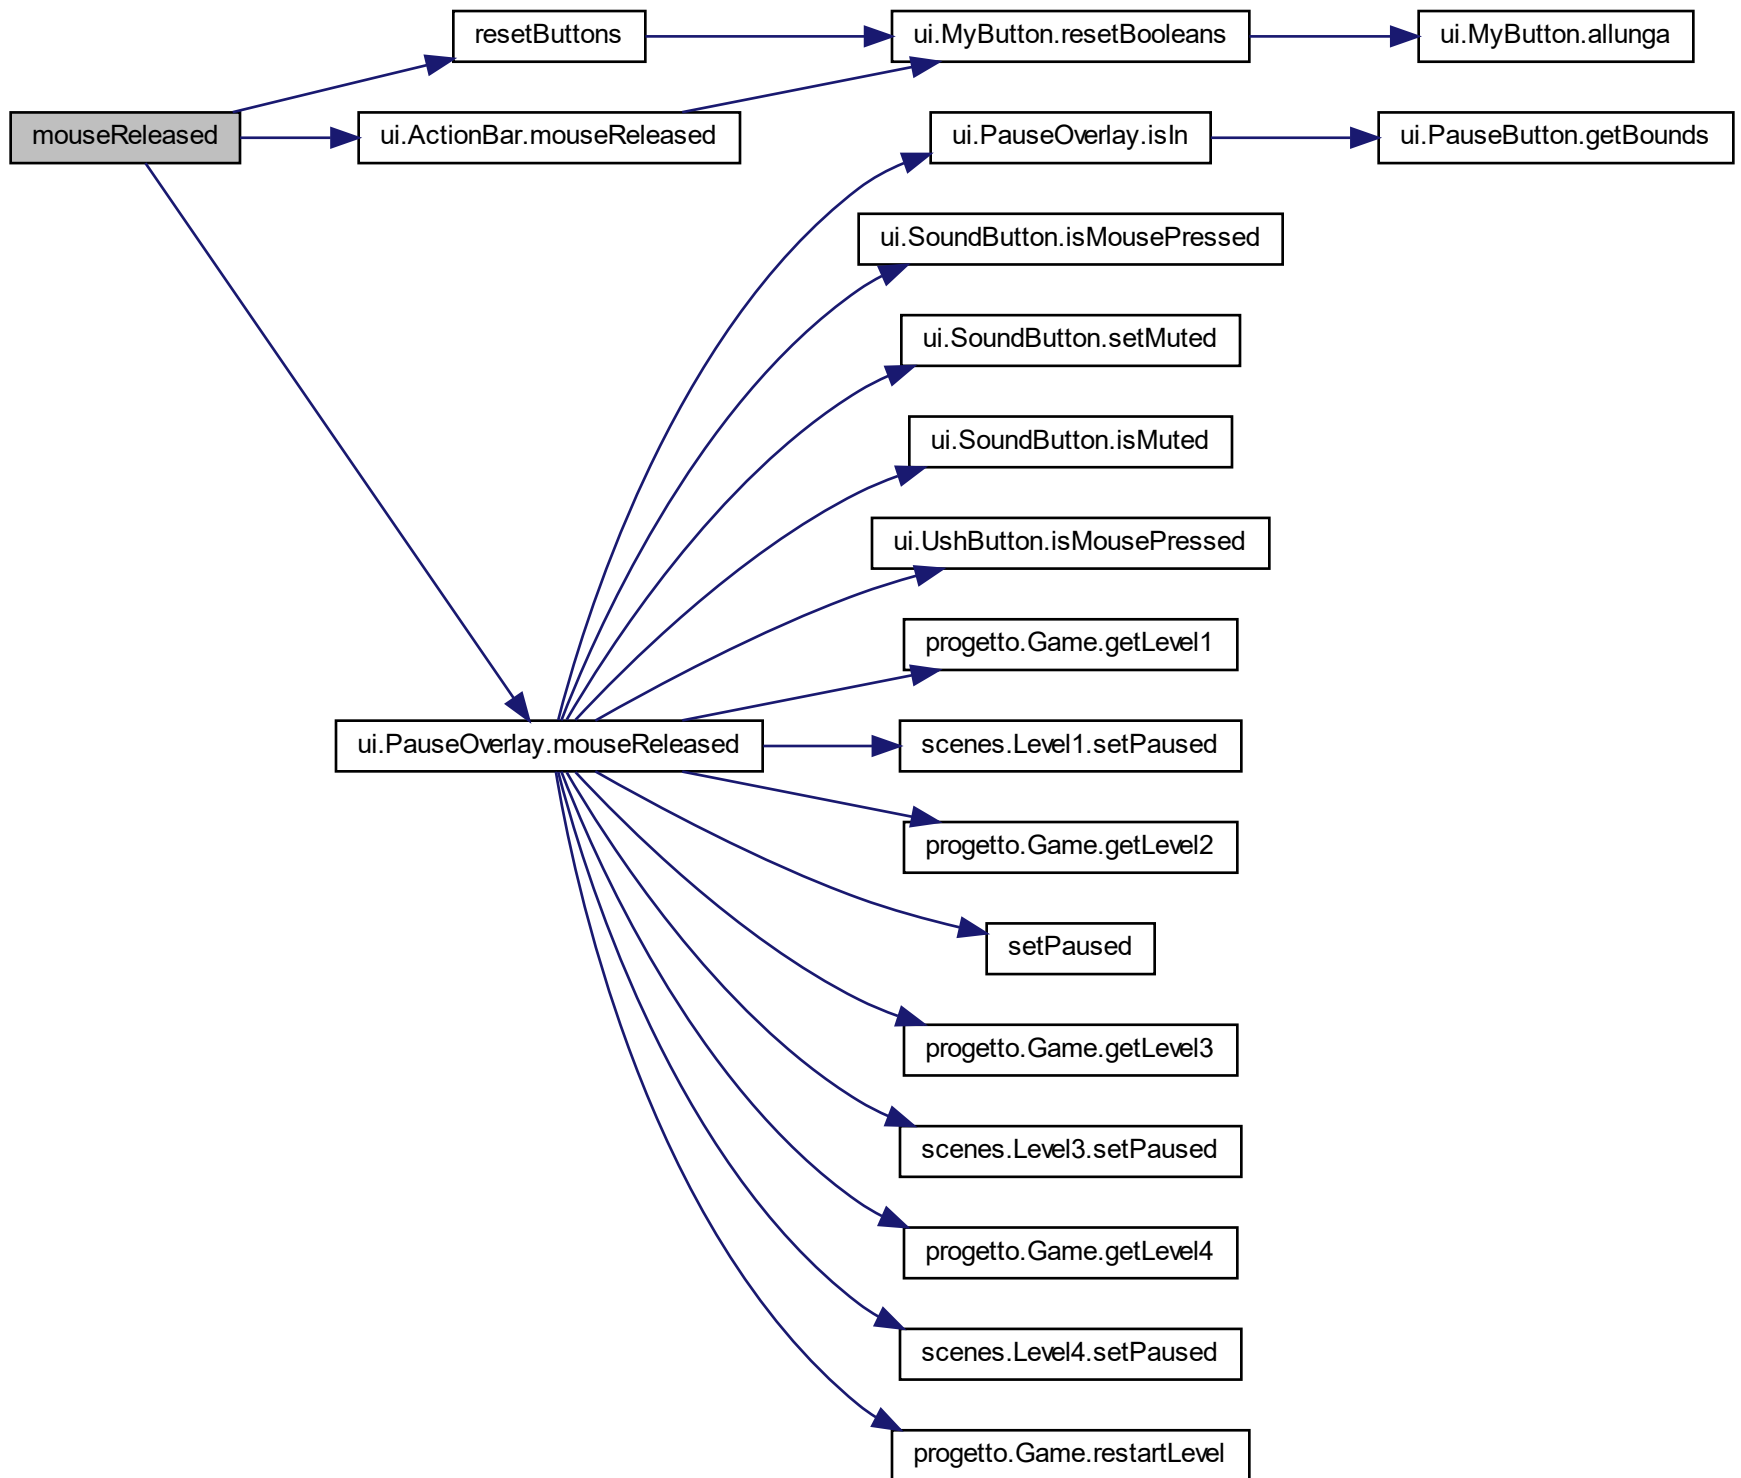 resetButtons
ui.MyButton.resetBooleans
ui.MyButton.allunga
mouseReleased
ui.ActionBar.mouseReleased
ui.PauseOverlay.isIn
ui.PauseButton.getBounds
ui.SoundButton.isMousePressed
ui.SoundButton.setMuted
ui.SoundButton.isMuted
ui.UshButton.isMousePressed
progetto.Game.getLevel1
ui.PauseOverlay.mouseReleased
scenes.Level1.setPaused
progetto.Game.getLevel2
setPaused
progetto.Game.getLevel3
scenes.Level3.setPaused
progetto.Game.getLevel4
scenes.Level4.setPaused
progetto.Game.restartLevel